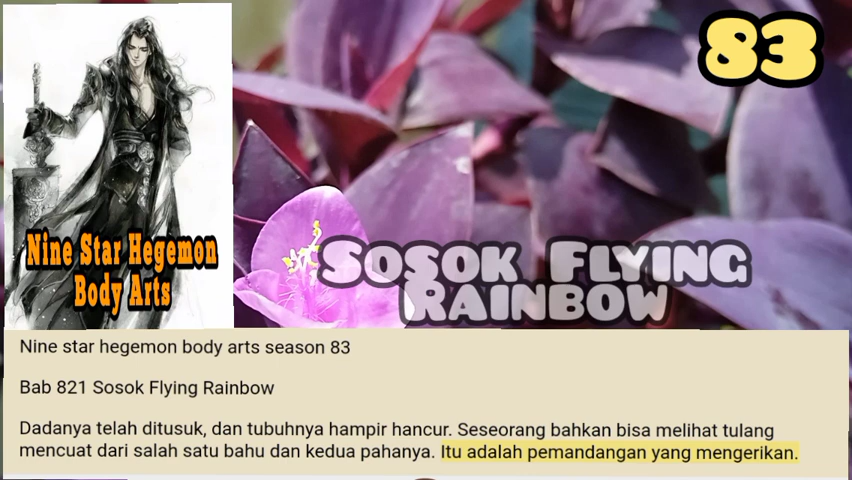 83
Nine Star Hegemon
Body Arts
Sosok Flying
Rainbow
Nine star hegemon body arts season 83
Bab 821 Sosok Flying Rainbow
Dadanya telah ditusuk, dan tubuhnya hampir hancur. Seseorang bahkan bisa melihat tulang
mencuat dari salah satu bahu dan kedua pahanya. Itu adalah pemandangan yang mengerikan.